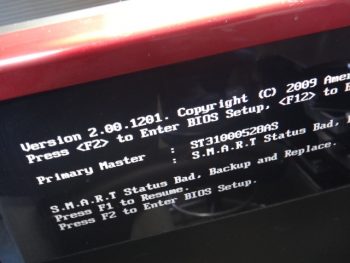 Version 2.00.1201. Copyright (C) 2009
Press <F2> to Enter BIOS Setup, <F12> to
Primary Master : ST31000520AS
: S.M.A.R.T Status Bad,
S.M.A.R.T Status Bad, Backup and Replace.
Press F1 to Resume.
Press F2 to Enter BIOS Setup.